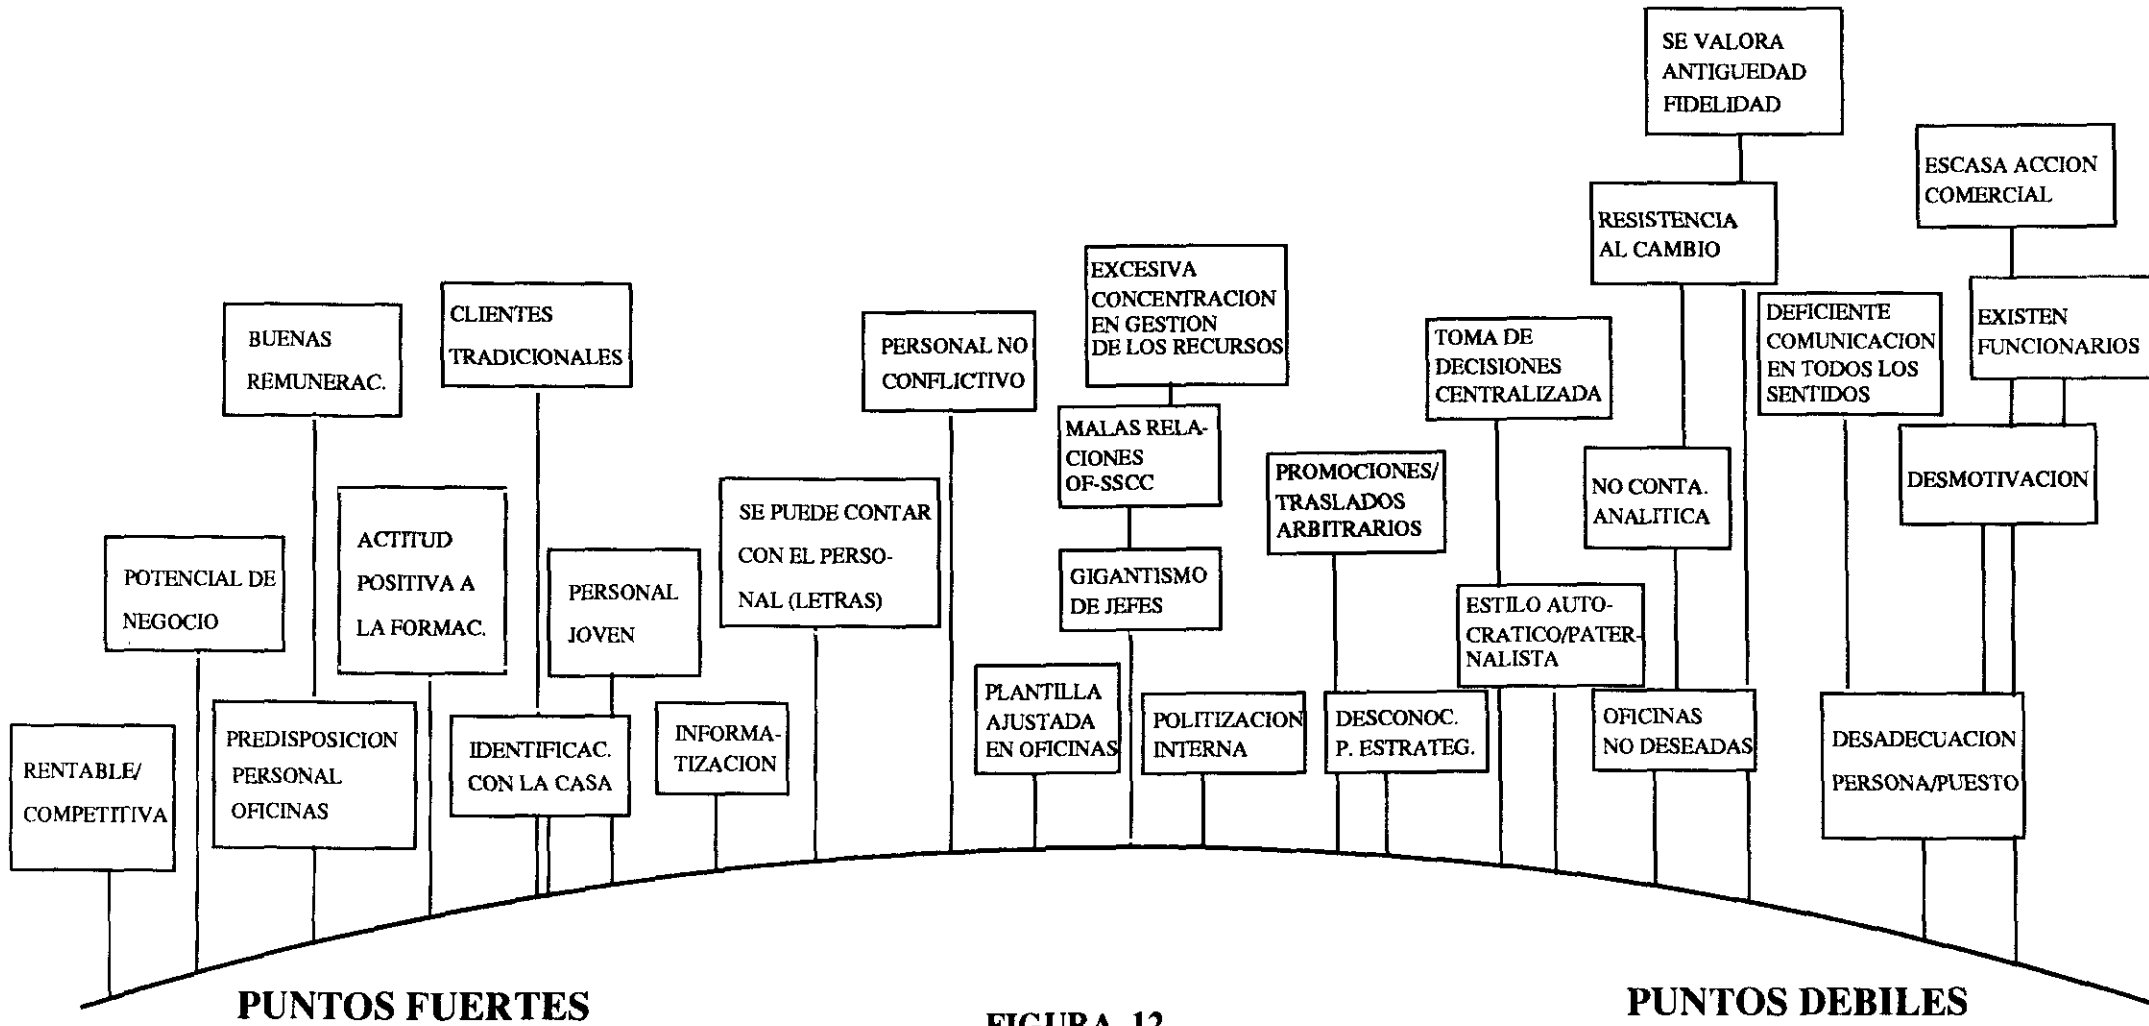 SE VALORA
ANTIGUEDAD
FIDELIDAD
ESCASA ACCION
COMERCIAL
RESISTENCIA
AL CAMBIO
EXCESIVA
CONCENTRACION
EN GESTION
DE LOS RECURSOS
CLIENTES
TRADICIONALES
BUENAS
REMUNERAC.
PERSONAL NO
CONFLICTIVO
TOMA DE
DECISIONES
CENTRALIZADA
DEFICIENTE
COMUNICACION
EN TODOS LOS
SENTIDOS
EXISTEN
FUNCIONARIOS
MALAS RELA-
CIONES
OF-SSCC
PROMOCIONES/
TRASLADOS
ARBITRARIOS
NO CONTA.
ANALITICA
DESMOTIVACION
SE PUEDE CONTAR
CON EL PERSO-
NAL (LETRAS)
ACTITUD
POSITIVA A
LA FORMAC.
POTENCIAL DE
NEGOCIO
PERSONAL
JOVEN
GIGANTISMO
DE JEFES
ESTILO AUTO-
CRATICO/PATER-
NALISTA
PLANTILLA
AJUSTADA
EN OFICINAS
POLITIZACION
INTERNA
DESCONOC.
P. ESTRATEG.
OFICINAS
NO DESEADAS
DESADECUACION
PERSONA/PUESTO
RENTABLE/
COMPETITIVA
PREDISPOSICION
PERSONAL
OFICINAS
IDENTIFICAC.
CON LA CASA
INFORMA-
TIZACION
PUNTOS FUERTES
PUNTOS DEBILES
FIGURA 12